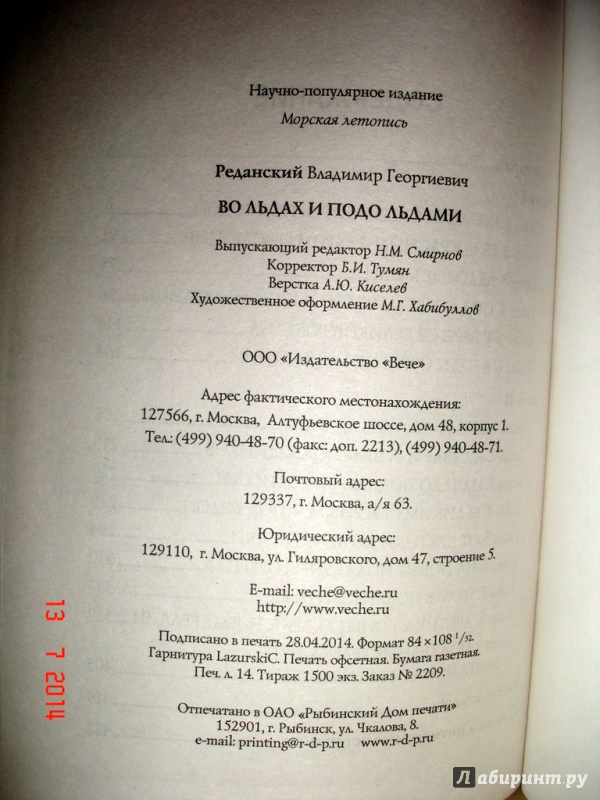 Научно-популярное издание
Морская летопись
Реданский Владимир Георгиевич
ВО ЛЬДАХ И ПОДО ЛЬДАМИ
Выпускающий редактор Н.М. Смирнов
Корректор Б.И. Тумян
Верстка А.Ю. Киселев
Художественное оформление М.Г. Хабибуллов
ООО «Издательство «Вече»
Адрес фактического местонахождения:
127566, г. Москва, Алтуфьевское шоссе, дом 48, корпус 1.
Тел.: (499) 940-48-70 (факс: доп. 2213), (499) 940-48-71.
Почтовый адрес:
129337, г. Москва, а/я 63.
Юридический адрес:
129110, г. Москва, ул. Гиляровского, дом 47, строение 5.
E-mail: veche@veche.ru
http://www.veche.ru
Подписано в печать 28.04.2014. Формат 84×108 1/32.
Гарнитура LazurskiC. Печать офсетная. Бумага газетная.
Печ. л. 14. Тираж 1500 экз. Заказ № 2209.
Отпечатано в ОАО «Рыбинский Дом печати»
152901, г. Рыбинск, ул. Чкалова, 8.
e-mail: printing@r-d-p.ru www.r-d-p.ru
13 7 2014
Лабиринт.ру